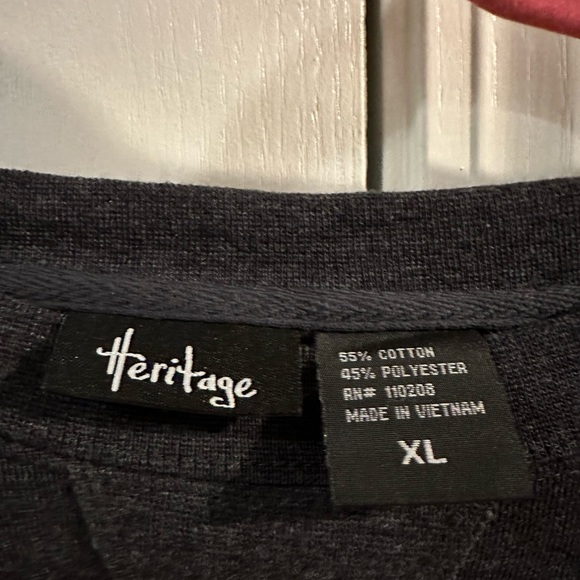 Heritage
55% COTTON
45% POLYESTER
RN# 110208
MADE IN VIETNAM
XL